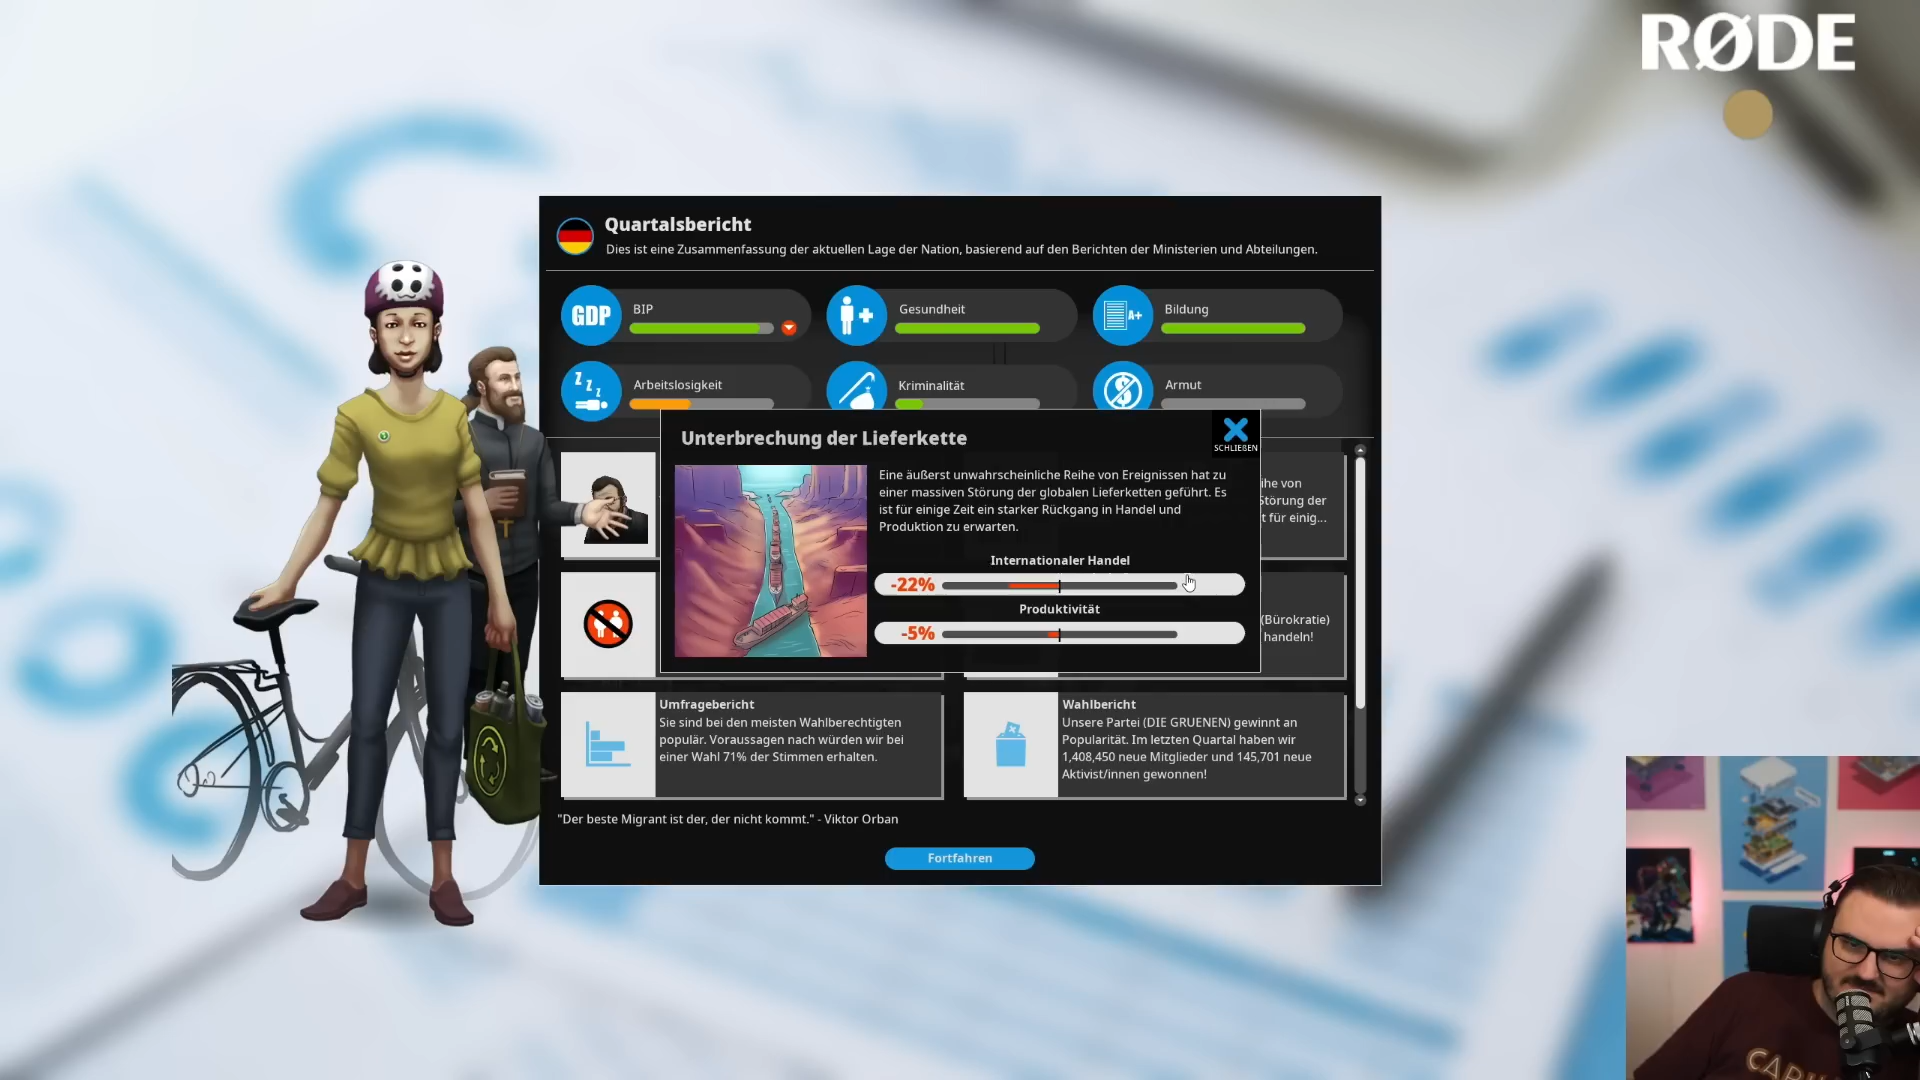 RØDE
Quartalsbericht
Dies ist eine Zusammenfassung der aktuellen Lage der Nation, basierend auf den Berichten der Ministerien und Abteilungen.
GDP
BIP
Gesundheit
A+
Bildung
Z Z Z
Arbeitslosigkeit
Kriminalität
Armut
Unterbrechung der Lieferkette
SCHLIEßEN
Eine äußerst unwahrscheinliche Reihe von Ereignissen hat zu
einer massiven Störung der globalen Lieferketten geführt. Es
ist für einige Zeit ein starker Rückgang in Handel und
Produktion zu erwarten.
Internationaler Handel
-22%
Produktivität
-5%
ihe von
Störung der
t für einig...
(Bürokratie)
handeln!
Umfragebericht
Sie sind bei den meisten Wahlberechtigten
populär. Voraussagen nach würden wir bei
einer Wahl 71% der Stimmen erhalten.
Wahlbericht
Unsere Partei (DIE GRUENEN) gewinnt an
Popularität. Im letzten Quartal haben wir
1,408,450 neue Mitglieder und 145,701 neue
Aktivist/innen gewonnen!
"Der beste Migrant ist der, der nicht kommt." - Viktor Orban
Fortfahren